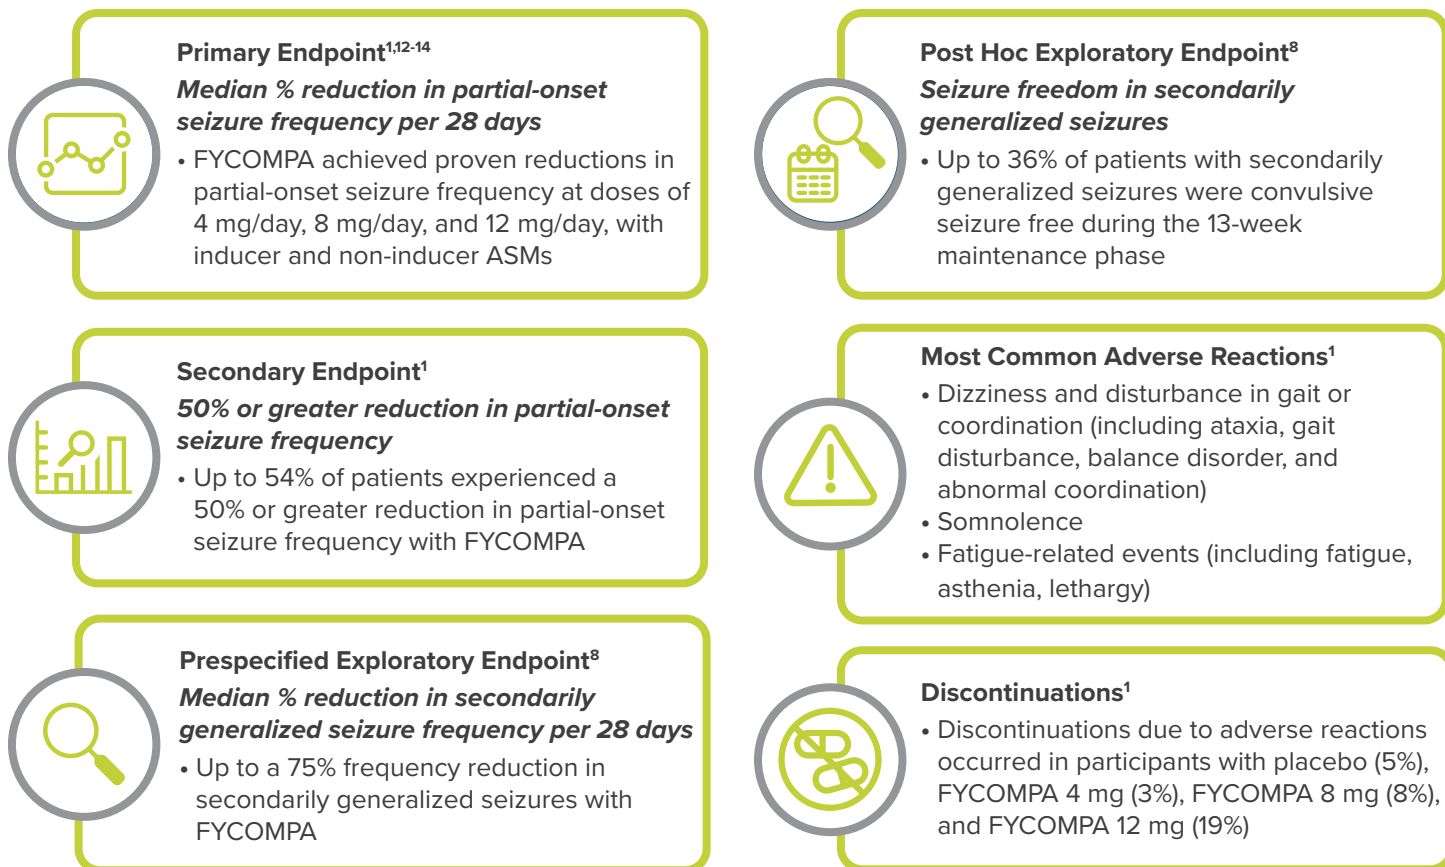 Primary Endpoint1,12-14
Median % reduction in partial-onset
seizure frequency per 28 days
• FYCOMPA achieved proven reductions in
partial-onset seizure frequency at doses of
4 mg/day, 8 mg/day, and 12 mg/day, with
inducer and non-inducer ASMs
Secondary Endpoint1
50% or greater reduction in partial-onset
seizure frequency
• Up to 54% of patients experienced a
50% or greater reduction in partial-onset
seizure frequency with FYCOMPA
Prespecified Exploratory Endpoint8
Median % reduction in secondarily
generalized seizure frequency per 28 days
• Up to a 75% frequency reduction in
secondarily generalized seizures with
FYCOMPA
Post Hoc Exploratory Endpoint8
Seizure freedom in secondarily
generalized seizures
• Up to 36% of patients with secondarily
generalized seizures were convulsive
seizure free during the 13-week
maintenance phase
Most Common Adverse Reactions1
• Dizziness and disturbance in gait or
coordination (including ataxia, gait
disturbance, balance disorder, and
abnormal coordination)
• Somnolence
• Fatigue-related events (including fatigue,
asthenia, lethargy)
Discontinuations1
• Discontinuations due to adverse reactions
occurred in participants with placebo (5%),
FYCOMPA 4 mg (3%), FYCOMPA 8 mg (8%),
and FYCOMPA 12 mg (19%)